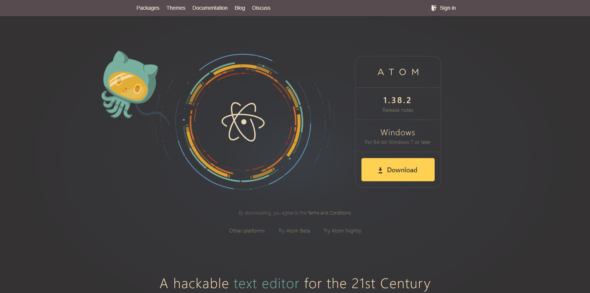 Packages Themes Documentation Blog Discuss Sign in
ATOM
1.38.2
Release notes
Windows
For 64-bit Windows 7 or later
Download
By downloading, you agree to the Terms and Conditions.
Other platforms Try Atom Beta Try Atom Nightly
A hackable text editor for the 21st Century